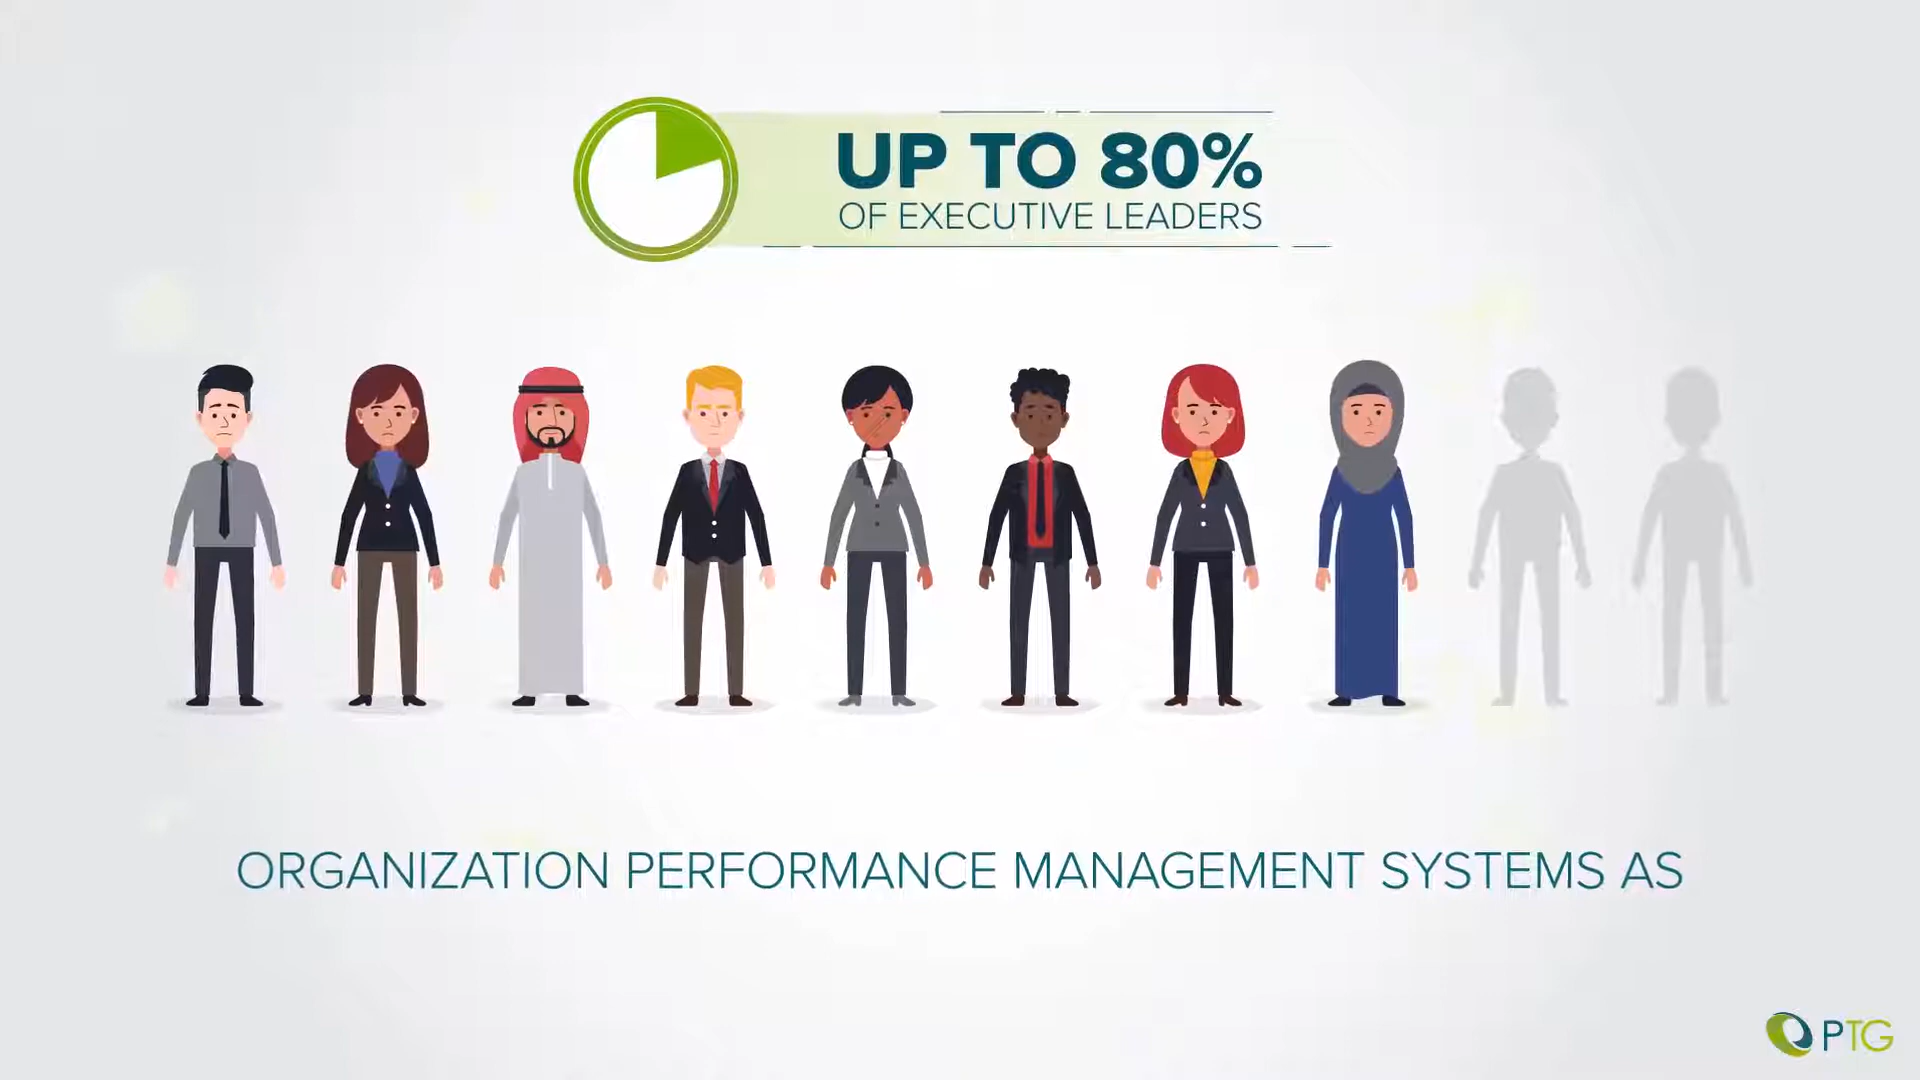 UP TO 80%
OF EXECUTIVE LEADERS
ORGANIZATION PERFORMANCE MANAGEMENT SYSTEMS AS
PTG